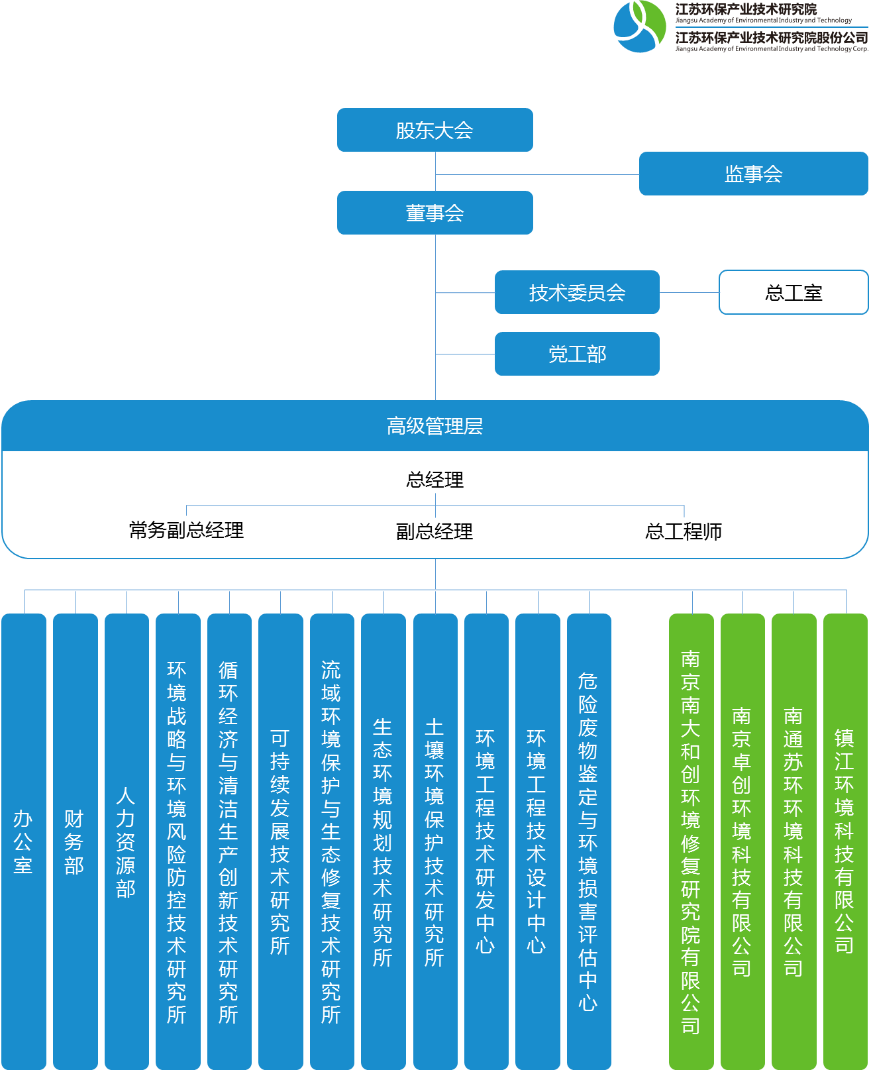 江苏环保产业技术研究院
Jiangsu Academy of Environmental Industry and Technology
江苏环保产业技术研究院股份公司
Jiangsu Academy of Environmental Industry and Technology Corp.
股东大会
监事会
董事会
技术委员会
总工室
党工部
高级管理层
总经理
常务副总经理
副总经理
总工程师
办公室
财务部
人力资源部
环境战略与环境风险防控技术研究所
循环经济与清洁生产创新技术研究所
可持续发展技术研究所
流域环境保护与生态修复技术研究所
生态环境规划技术研究所
土壤环境保护技术研究所
环境工程技术研发中心
环境工程技术设计中心
危险废物鉴定与环境损害评估中心
南京南大和创环境修复研究院有限公司
南京卓创环境科技有限公司
南通苏环环境科技有限公司
镇江环境科技有限公司